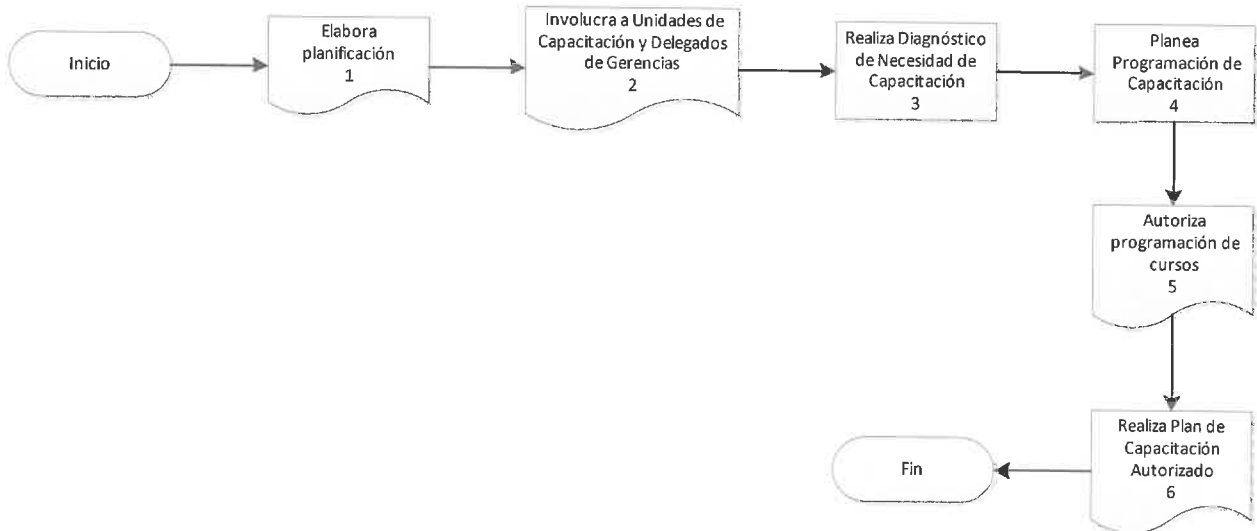 Inicio
Elabora
planificación
1
Involucra a Unidades de
Capacitación y Delegados
de Gerencias
2
Realiza Diagnóstico
de Necesidad de
Capacitación
3
Planea
Programación de
Capacitación
4
Autoriza
programación de
cursos
5
Realiza Plan de
Capacitación
Autorizado
6
Fin